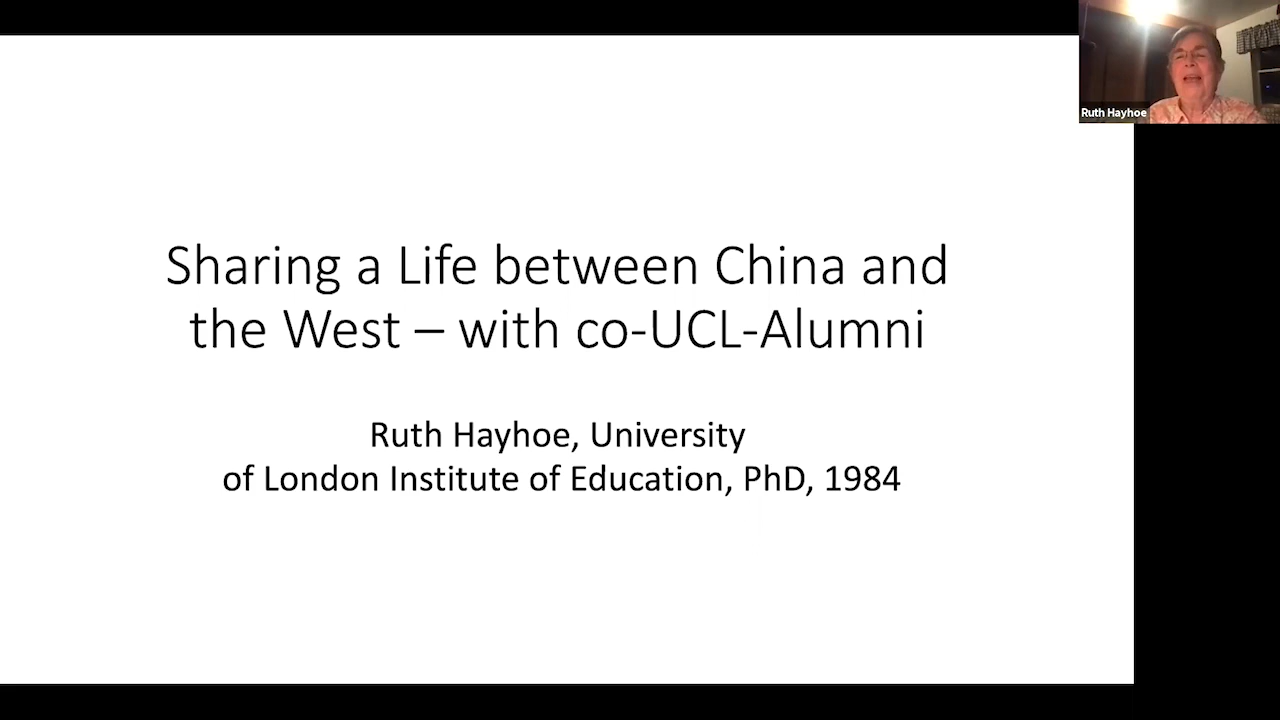 Ruth Hayhoe
Sharing a Life between China and
the West – with co-UCL-Alumni
Ruth Hayhoe, University
of London Institute of Education, PhD, 1984